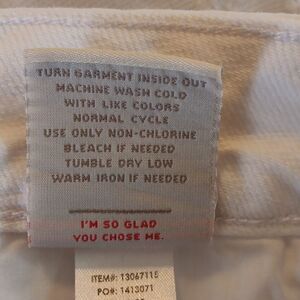 TURN GARMENT INSIDE OUT
MACHINE WASH COLD
WITH LIKE COLORS
NORMAL CYCLE
USE ONLY NON-CHLORINE
BLEACH IF NEEDED
TUMBLE DRY LOW
WARM IRON IF NEEDED
I'M SO GLAD
YOU CHOSE ME.
ITEM#: 13067115
PO#: 1413071